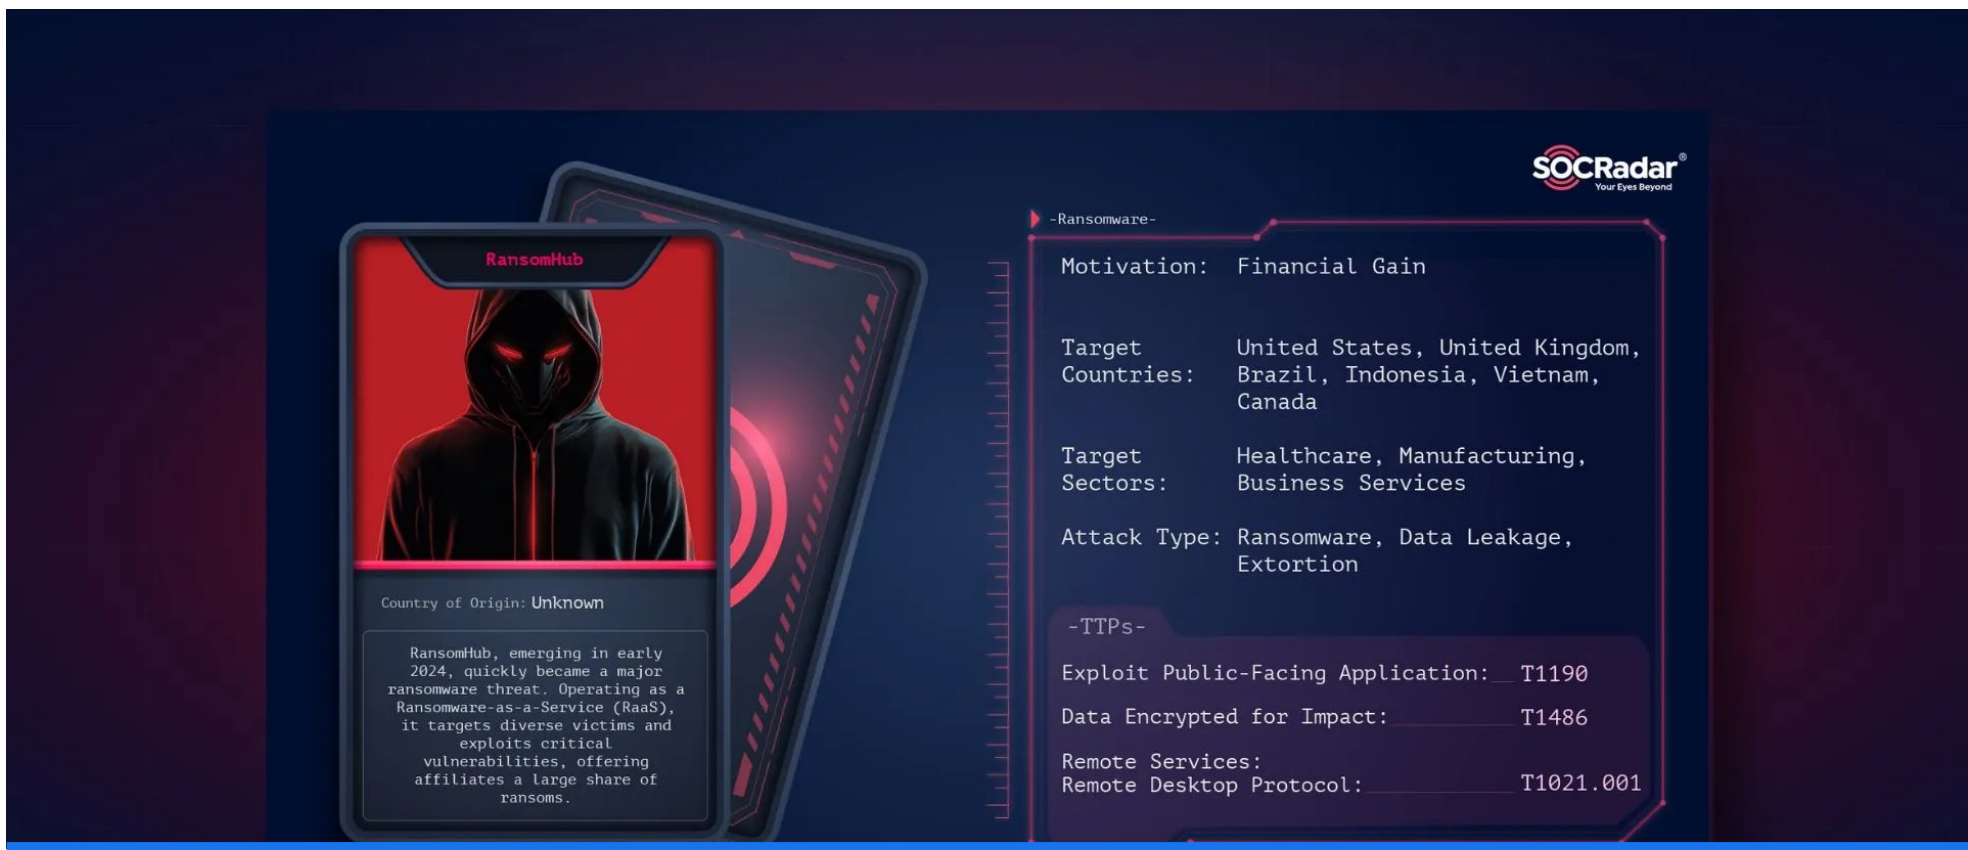 SOCRadar®
Your Eyes Beyond
RansomHub
Country of Origin: Unknown
RansomHub, emerging in early
2024, quickly became a major
ransomware threat. Operating as a
Ransomware-as-a-Service (RaaS),
it targets diverse victims and
exploits critical
vulnerabilities, offering
affiliates a large share of
ransoms.
-Ransomware-
Motivation: Financial Gain
Target United States, United Kingdom,
Countries: Brazil, Indonesia, Vietnam,
Canada
Target Healthcare, Manufacturing,
Sectors: Business Services
Attack Type: Ransomware, Data Leakage,
Extortion
-TTPs-
Exploit Public-Facing Application: T1190
Data Encrypted for Impact: T1486
Remote Services:
Remote Desktop Protocol: T1021.001